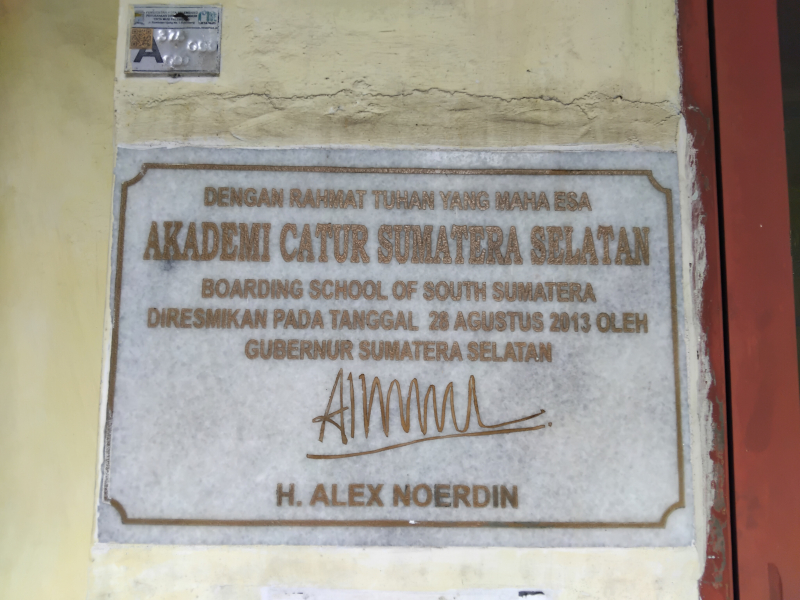 A
DENGAN RAHMAT TUHAN YANG MAHA ESA
AKADEMI CATUR SUMATERA SELATAN
BOARDING SCHOOL OF SOUTH SUMATERA
DIRESMIKAN PADA TANGGAL 28 AGUSTUS 2013 OLEH
GUBERNUR SUMATERA SELATAN
H. ALEX NOERDIN